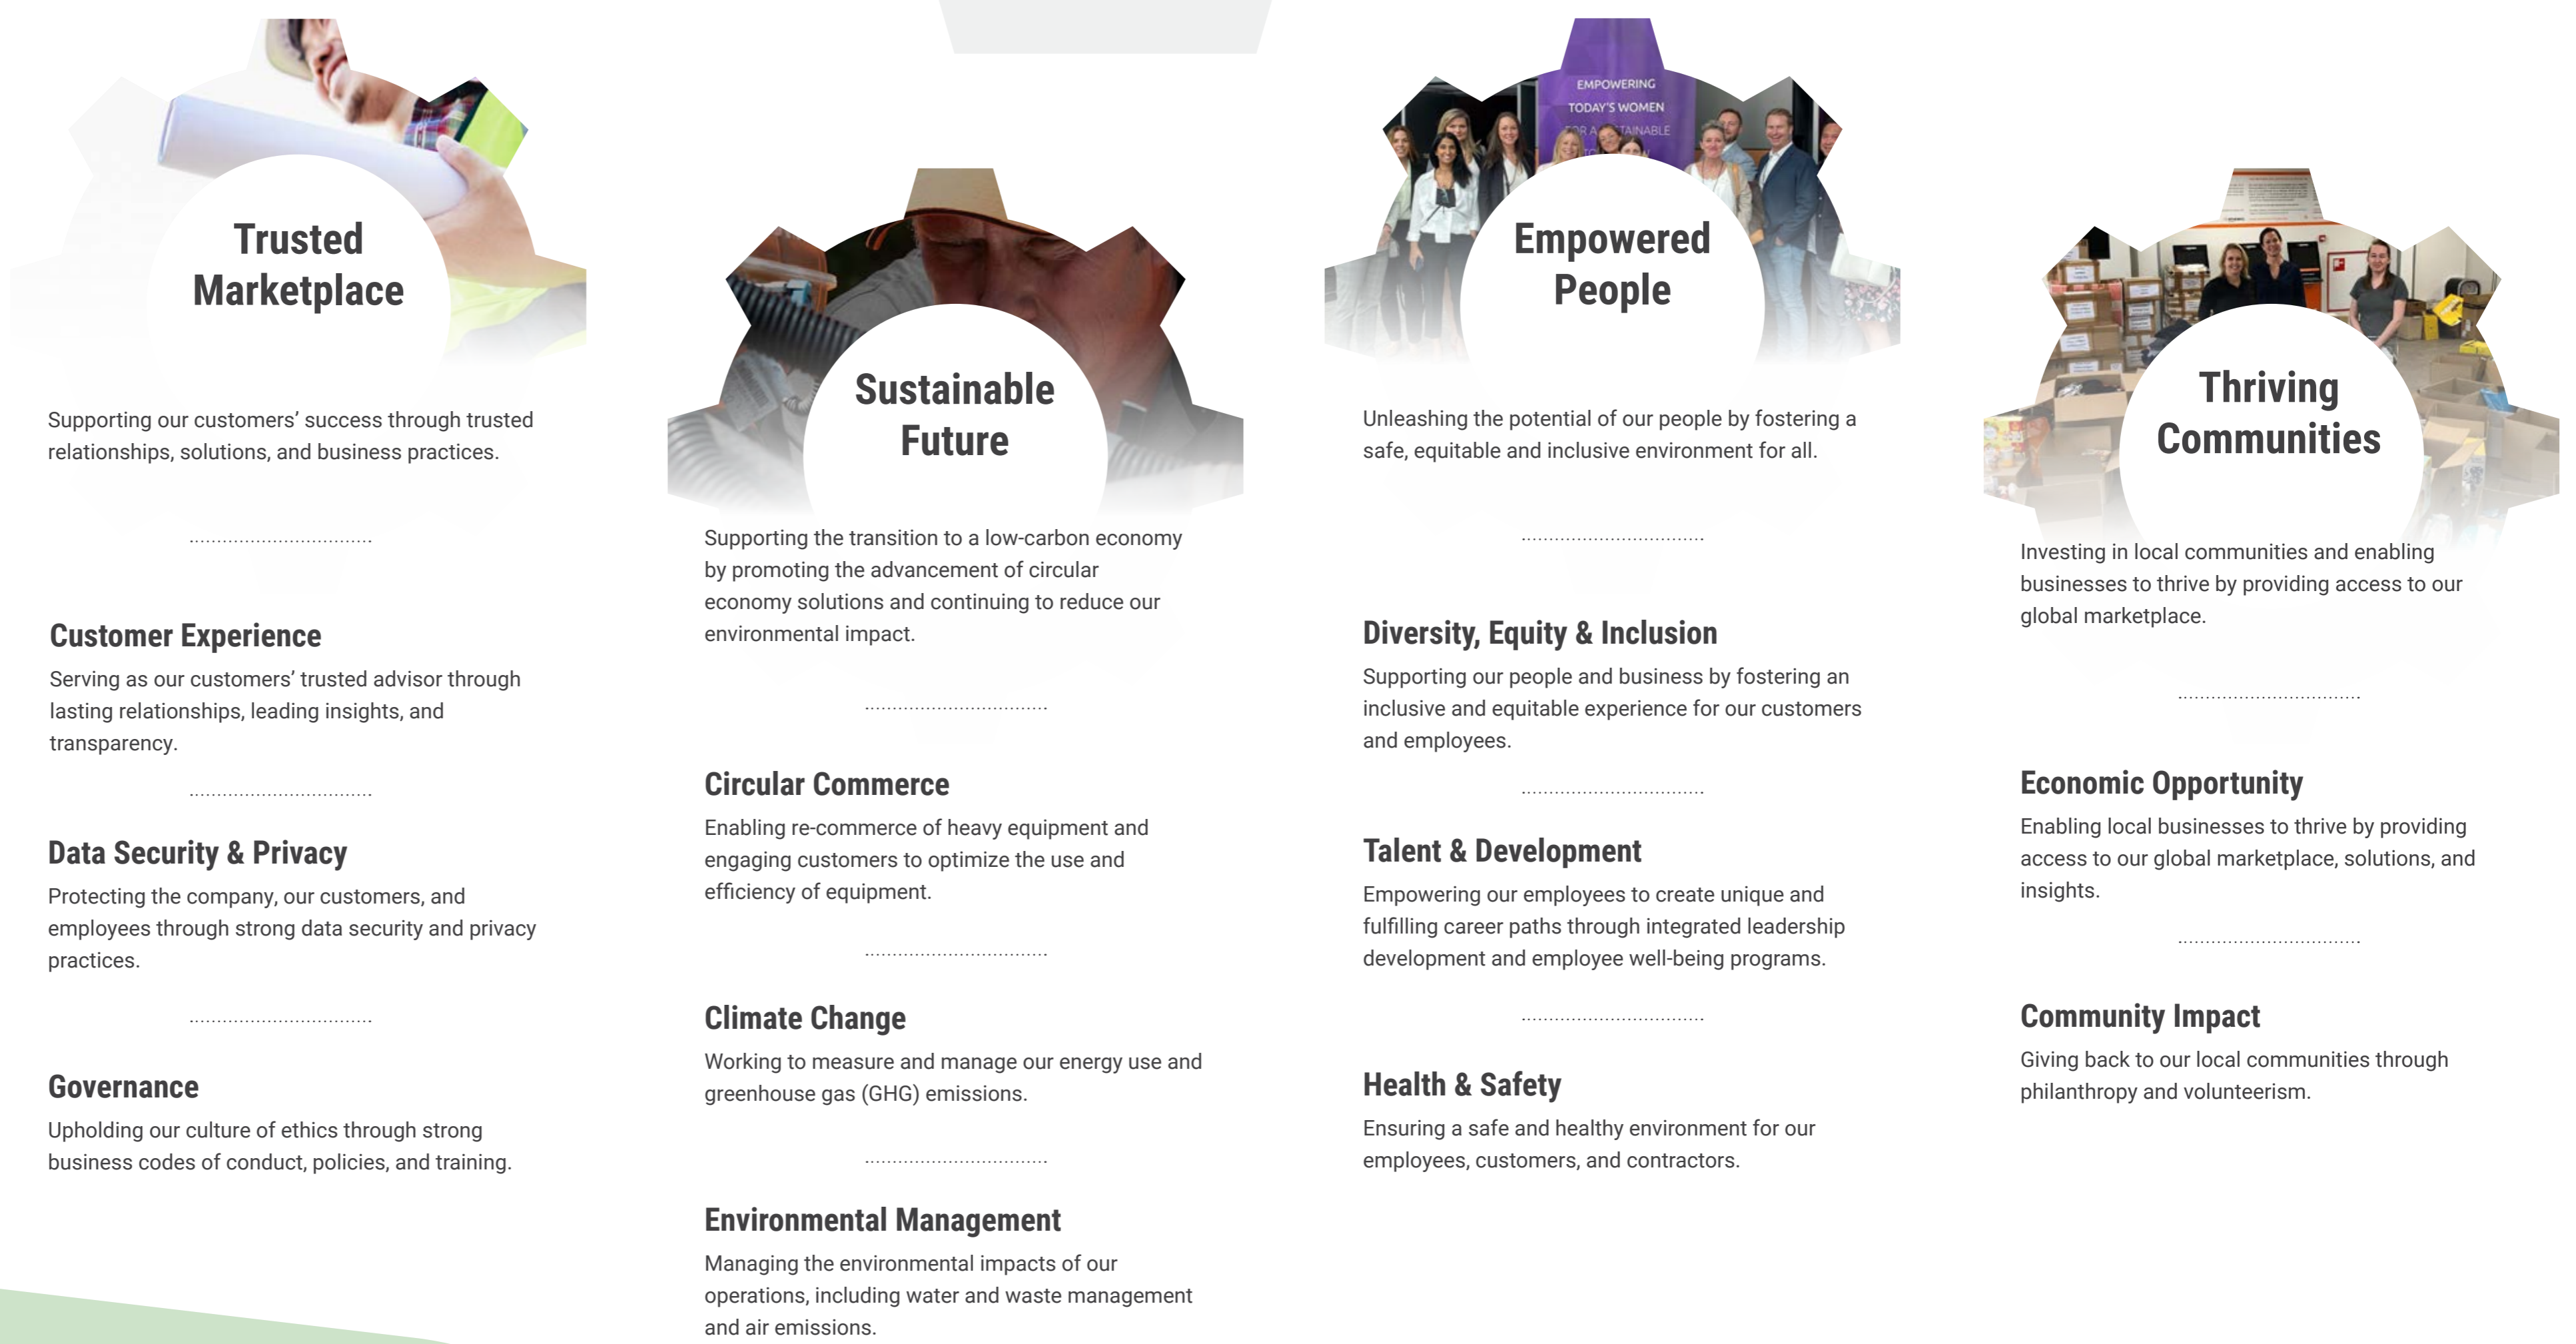 Trusted
Marketplace
Supporting our customers’ success through trusted
relationships, solutions, and business practices.
Customer Experience
Serving as our customers’ trusted advisor through
lasting relationships, leading insights, and
transparency.
Data Security & Privacy
Protecting the company, our customers, and
employees through strong data security and privacy
practices.
Governance
Upholding our culture of ethics through strong
business codes of conduct, policies, and training.
Sustainable
Future
Supporting the transition to a low-carbon economy
by promoting the advancement of circular
economy solutions and continuing to reduce our
environmental impact.
Circular Commerce
Enabling re-commerce of heavy equipment and
engaging customers to optimize the use and
efficiency of equipment.
Climate Change
Working to measure and manage our energy use and
greenhouse gas (GHG) emissions.
Environmental Management
Managing the environmental impacts of our
operations, including water and waste management
and air emissions.
EMPOWERING
TODAY'S WOMEN
Empowered
People
Unleashing the potential of our people by fostering a
safe, equitable and inclusive environment for all.
Diversity, Equity & Inclusion
Supporting our people and business by fostering an
inclusive and equitable experience for our customers
and employees.
Talent & Development
Empowering our employees to create unique and
fulfilling career paths through integrated leadership
development and employee well-being programs.
Health & Safety
Ensuring a safe and healthy environment for our
employees, customers, and contractors.
Thriving
Communities
Investing in local communities and enabling
businesses to thrive by providing access to our
global marketplace.
Economic Opportunity
Enabling local businesses to thrive by providing
access to our global marketplace, solutions, and
insights.
Community Impact
Giving back to our local communities through
philanthropy and volunteerism.